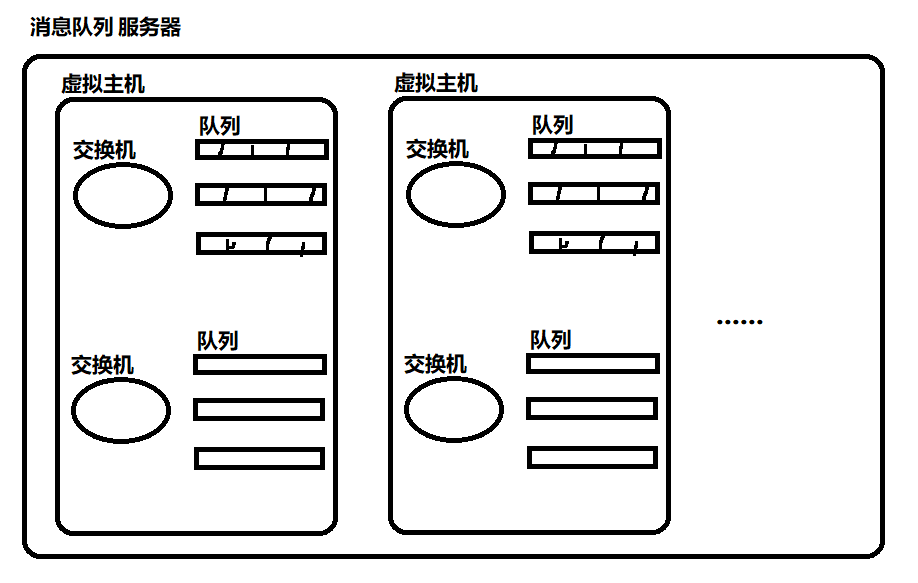 消息队列 服务器
虚拟主机
交换机
队列
交换机
队列
虚拟主机
交换机
队列
交换机
队列
......